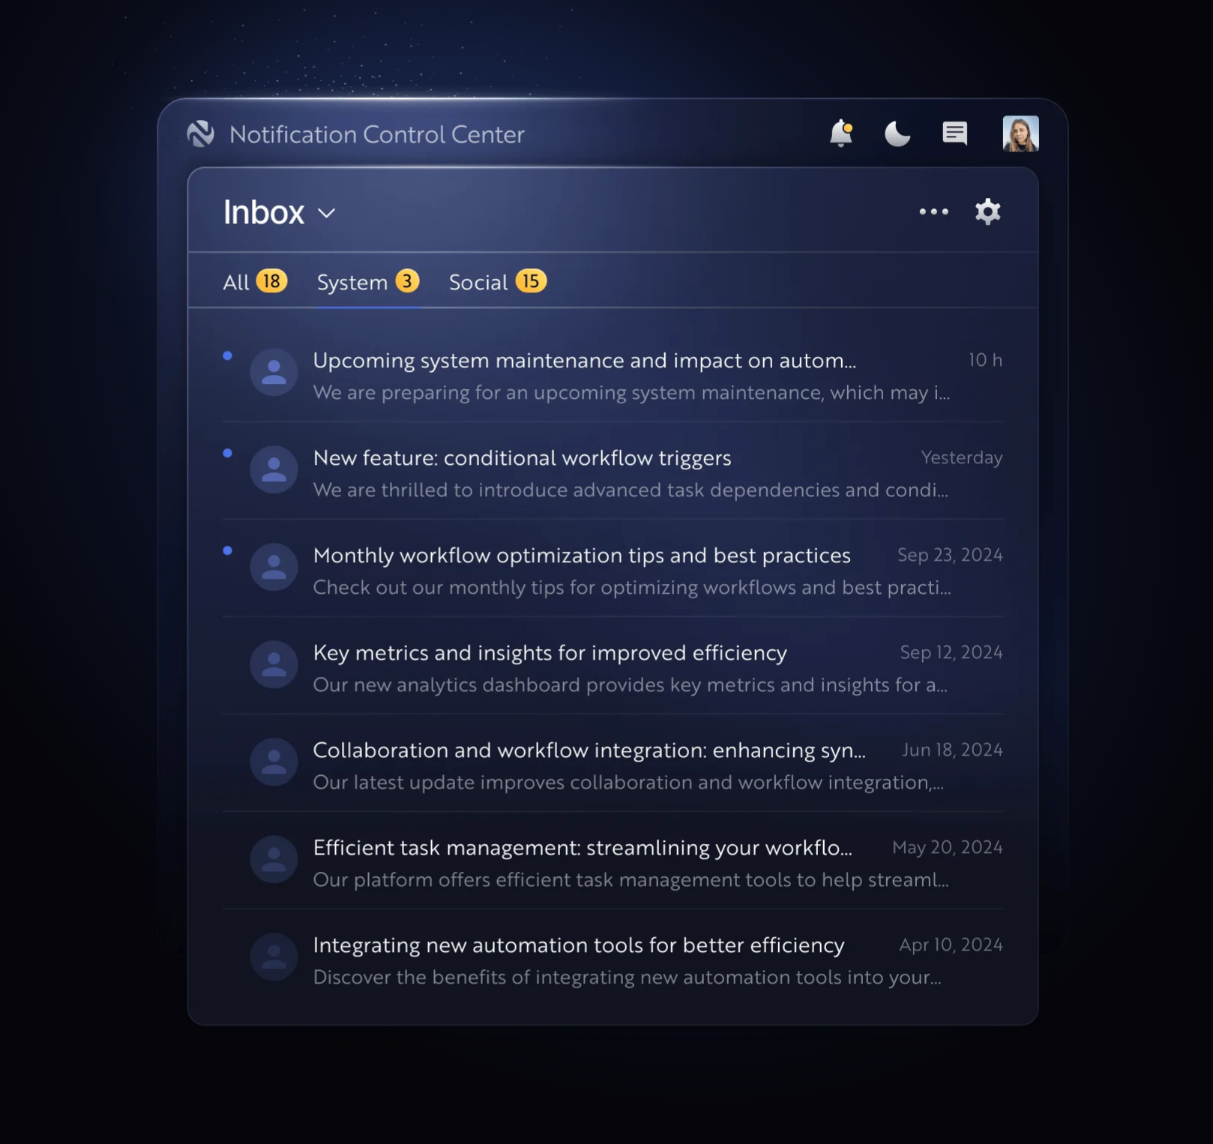 Notification Control Center
Inbox
All 18 System 3 Social 15
Upcoming system maintenance and impact on autom... 10 h
We are preparing for an upcoming system maintenance, which may i...
New feature: conditional workflow triggers Yesterday
We are thrilled to introduce advanced task dependencies and condi...
Monthly workflow optimization tips and best practices Sep 23, 2024
Check out our monthly tips for optimizing workflows and best practi...
Key metrics and insights for improved efficiency Sep 12, 2024
Our new analytics dashboard provides key metrics and insights for a...
Collaboration and workflow integration: enhancing syn... Jun 18, 2024
Our latest update improves collaboration and workflow integration,...
Efficient task management: streamlining your workflo... May 20, 2024
Our platform offers efficient task management tools to help streaml...
Integrating new automation tools for better efficiency Apr 10, 2024
Discover the benefits of integrating new automation tools into your...